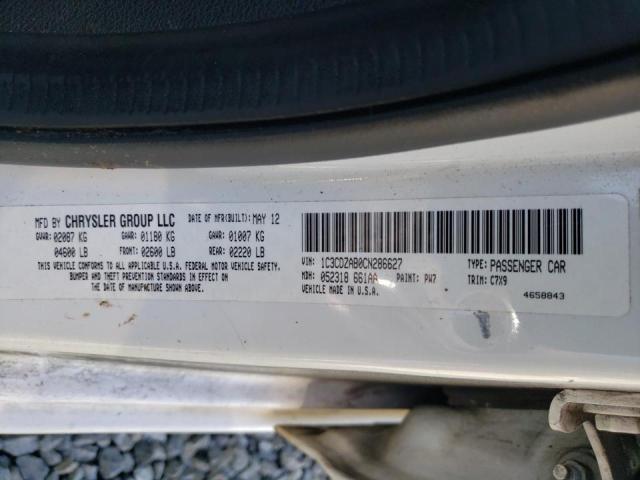 MFD BY CHRYSLER GROUP LLC DATE OF MFR(BUILT): MAY 12
GVWR: 02087 KG GAWR: 01180 KG GAWR: 01007 KG
04600 LB FRONT: 02600 LB REAR: 02220 LB
THIS VEHICLE CONFORMS TO ALL APPLICABLE U.S.A. FEDERAL MOTOR VEHICLE SAFETY,
BUMPER AND THEFT PREVENTION STANDARDS IN EFFECT ON
THE DATE OF MANUFACTURE SHOWN ABOVE.
VIN: 1C3CDZAB0CN286627 TYPE: PASSENGER CAR
MDH: 052318 661AA PAINT: PW7 TRIM: C7X9
VEHICLE MADE IN U.S.A. 4658843